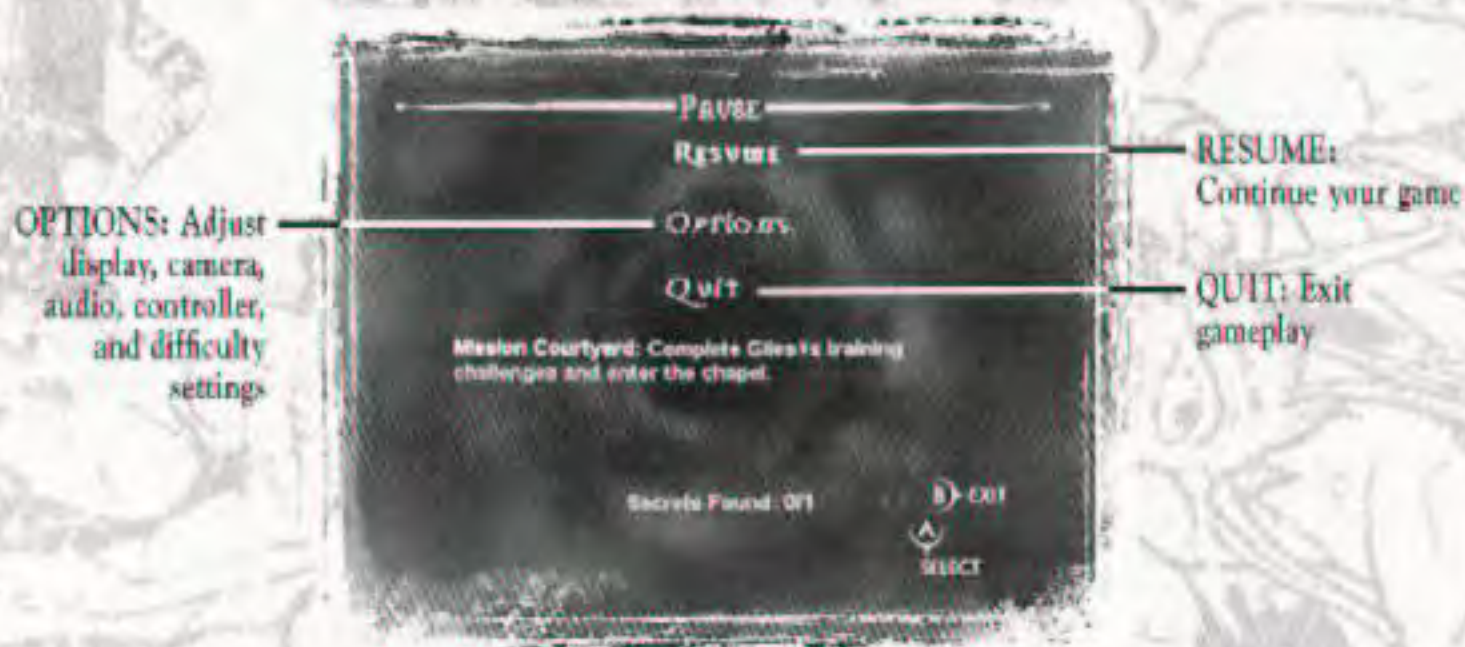 PAUSE
RESUME
OPTIONS
QUIT
Mission Courtyard: Complete Giles's training
challenges and enter the chapel.
Secrets Found: 0/1
B EXIT
A
SELECT
OPTIONS: Adjust
display, camera,
audio, controller,
and difficulty
settings
RESUME:
Continue your game
QUIT: Exit
gameplay